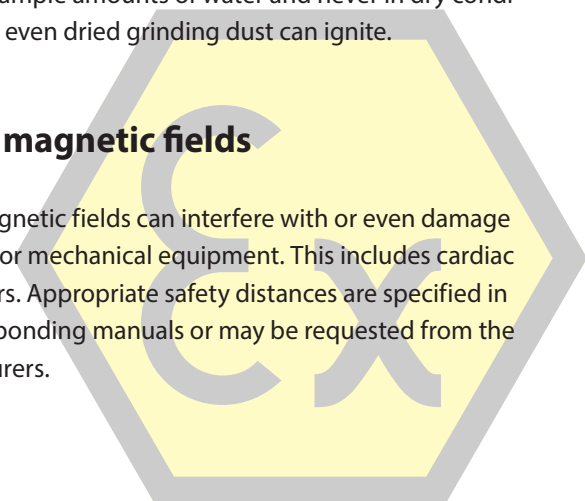 ample amounts of water and never in dry condi-
even dried grinding dust can ignite.
magnetic fields
gnetic fields can interfere with or even damage
or mechanical equipment. This includes cardiac
rs. Appropriate safety distances are specified in
ponding manuals or may be requested from the
urers.
Ex